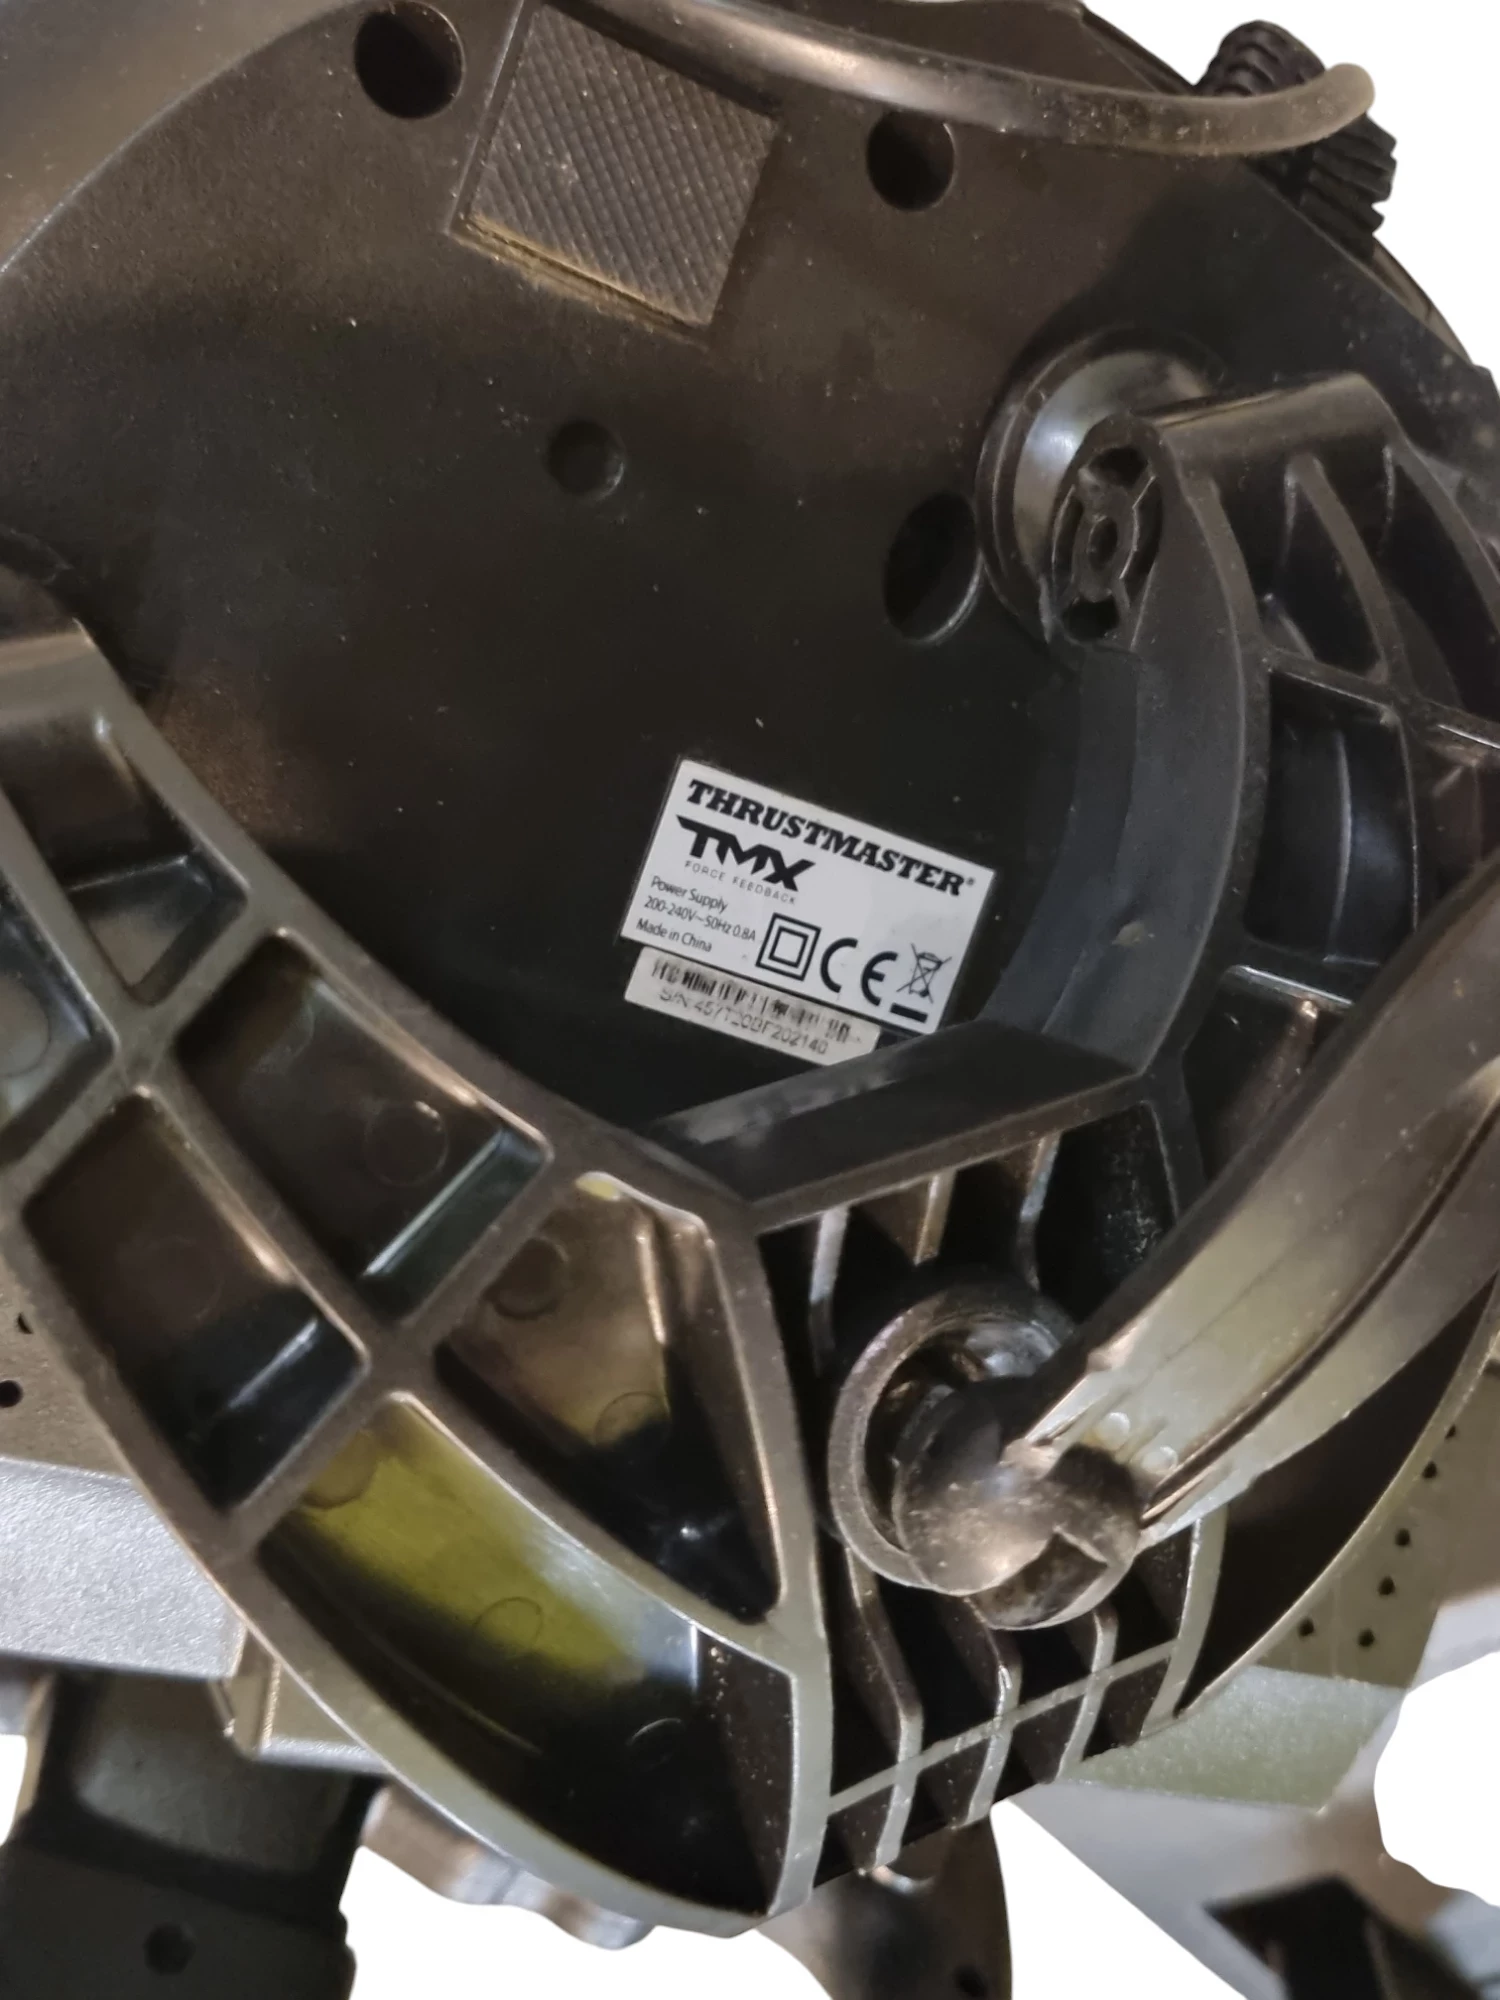 THRUSTMASTER®
TMX
FORCE FEEDBACK
Power Supply
200-240V~50Hz 0.8A
Made in China
CE